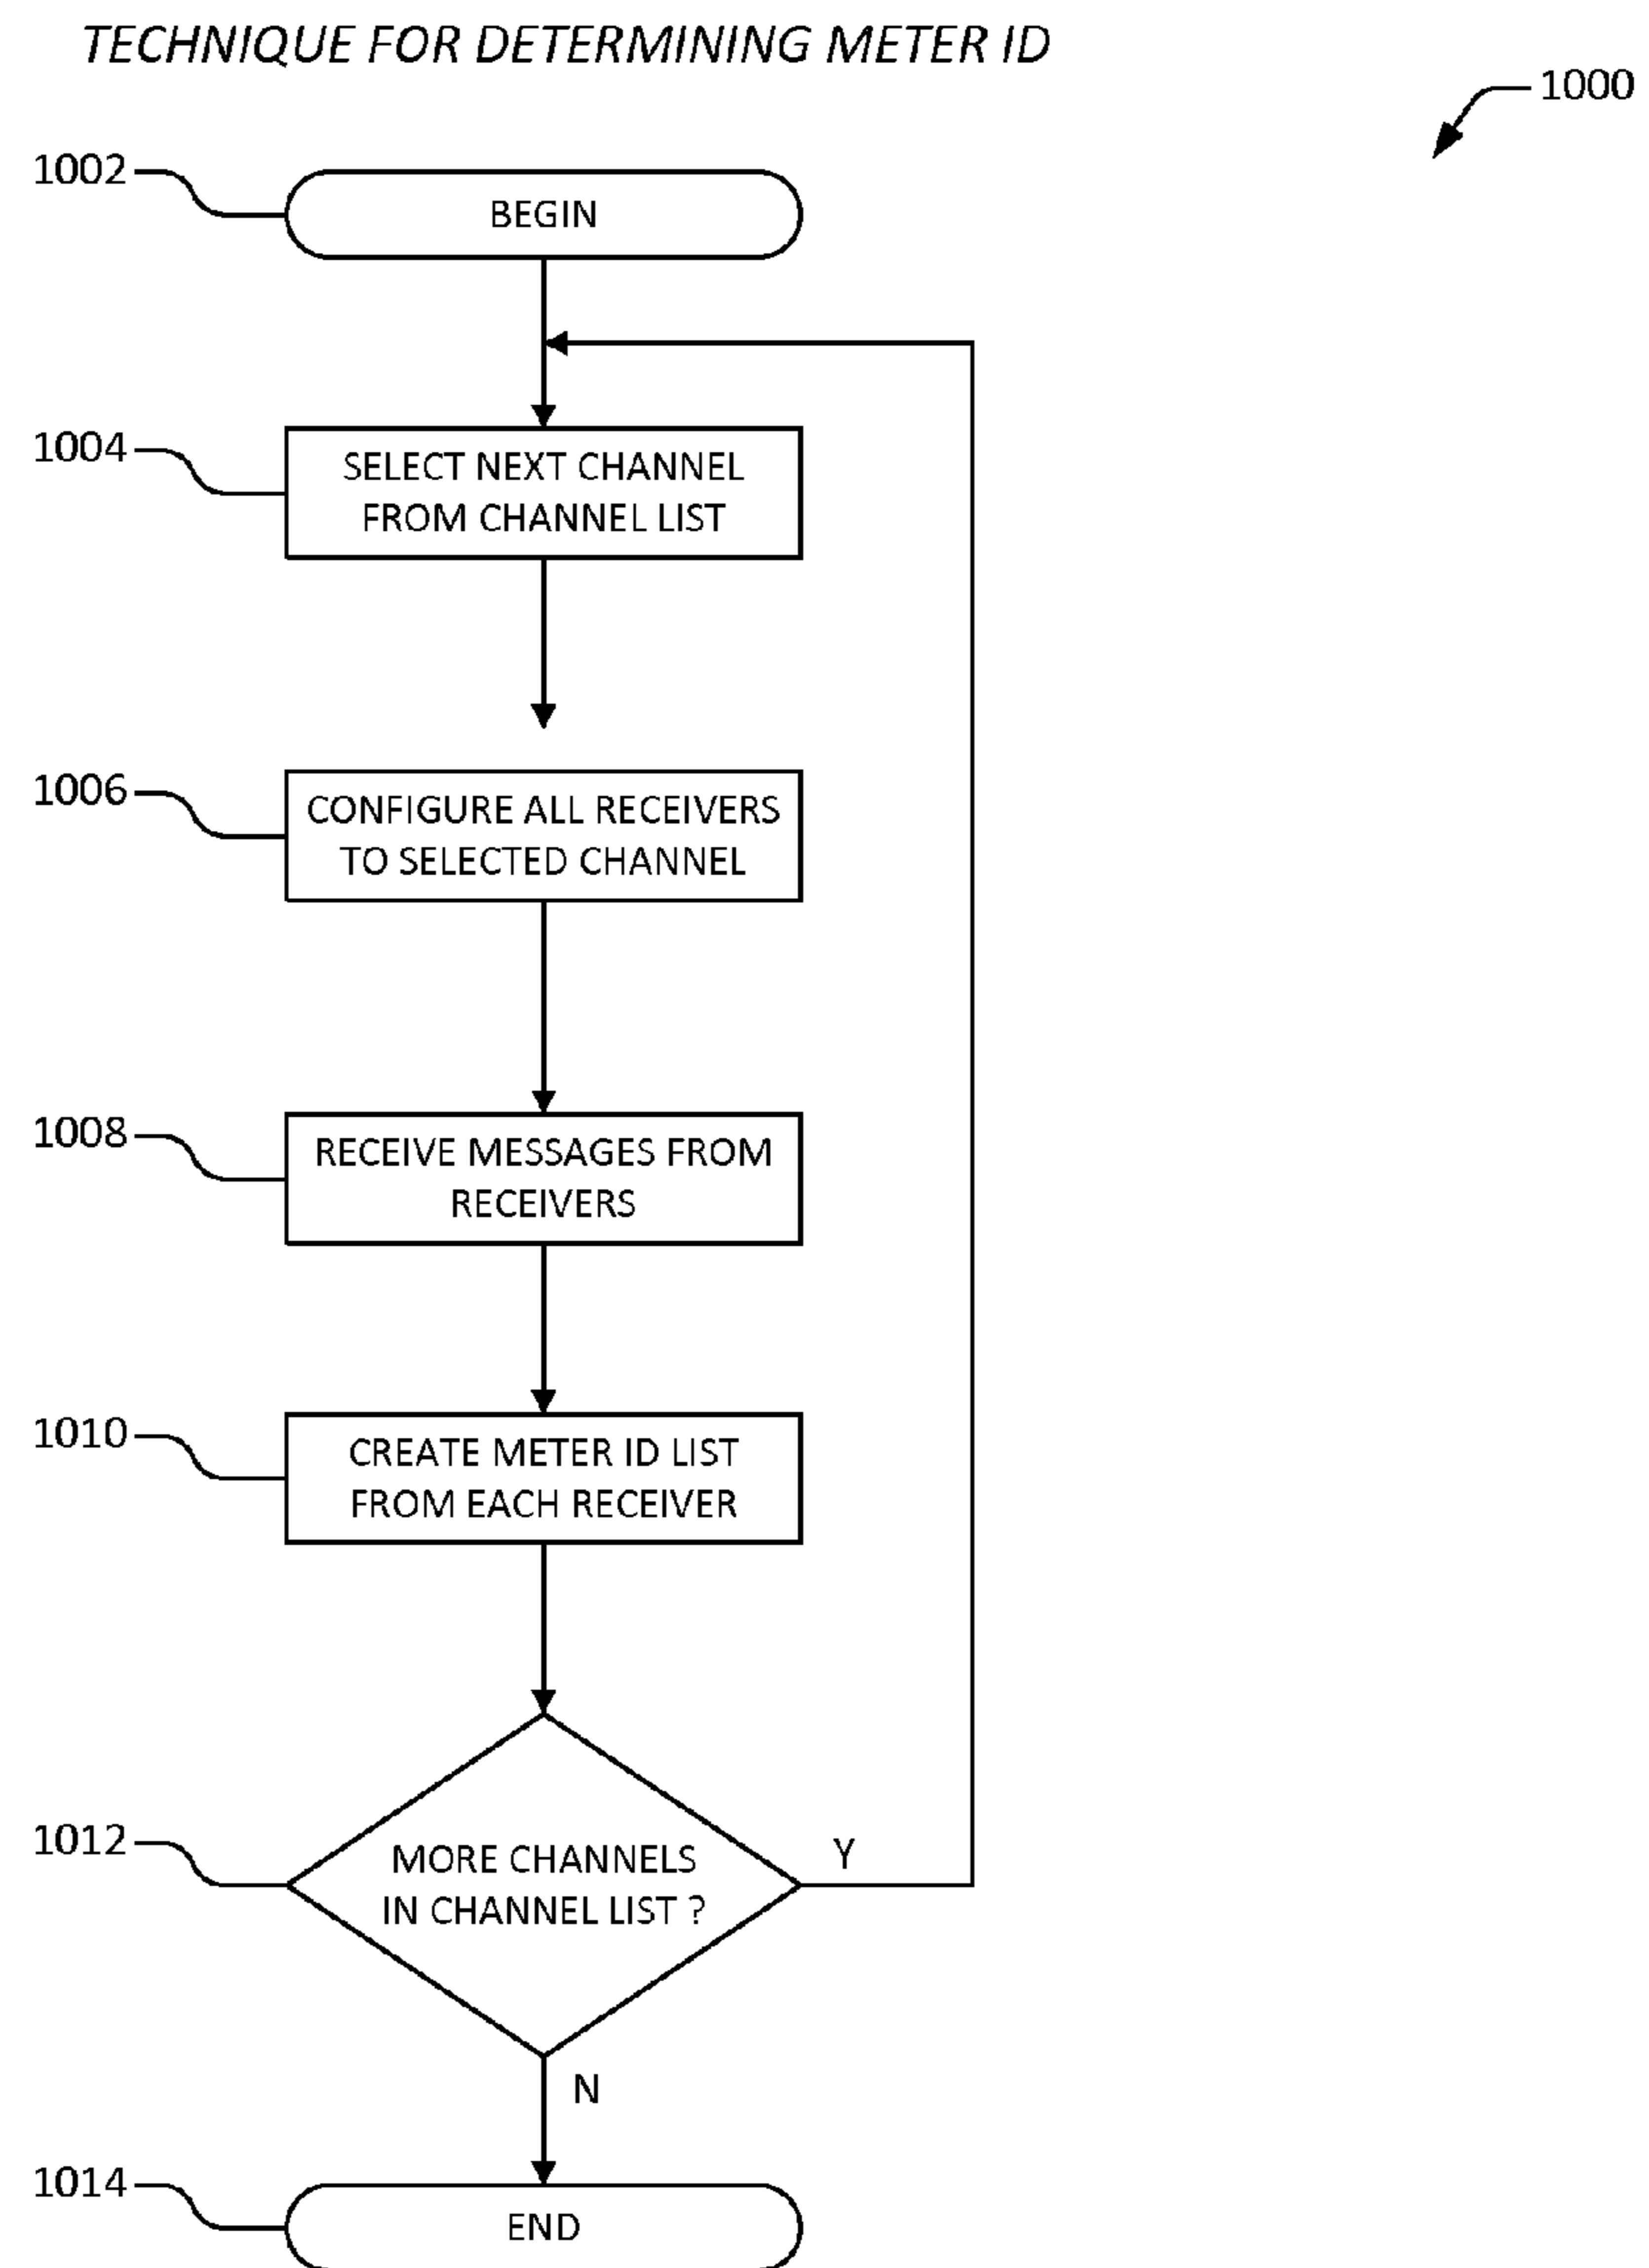 TECHNIQUE FOR DETERMINING METER ID
1000
1002
BEGIN
1004
SELECT NEXT CHANNEL
FROM CHANNEL LIST
1006
CONFIGURE ALL RECEIVERS
TO SELECTED CHANNEL
1008
RECEIVE MESSAGES FROM
RECEIVERS
1010
CREATE METER ID LIST
FROM EACH RECEIVER
1012
MORE CHANNELS
IN CHANNEL LIST ?
Y
N
1014
END